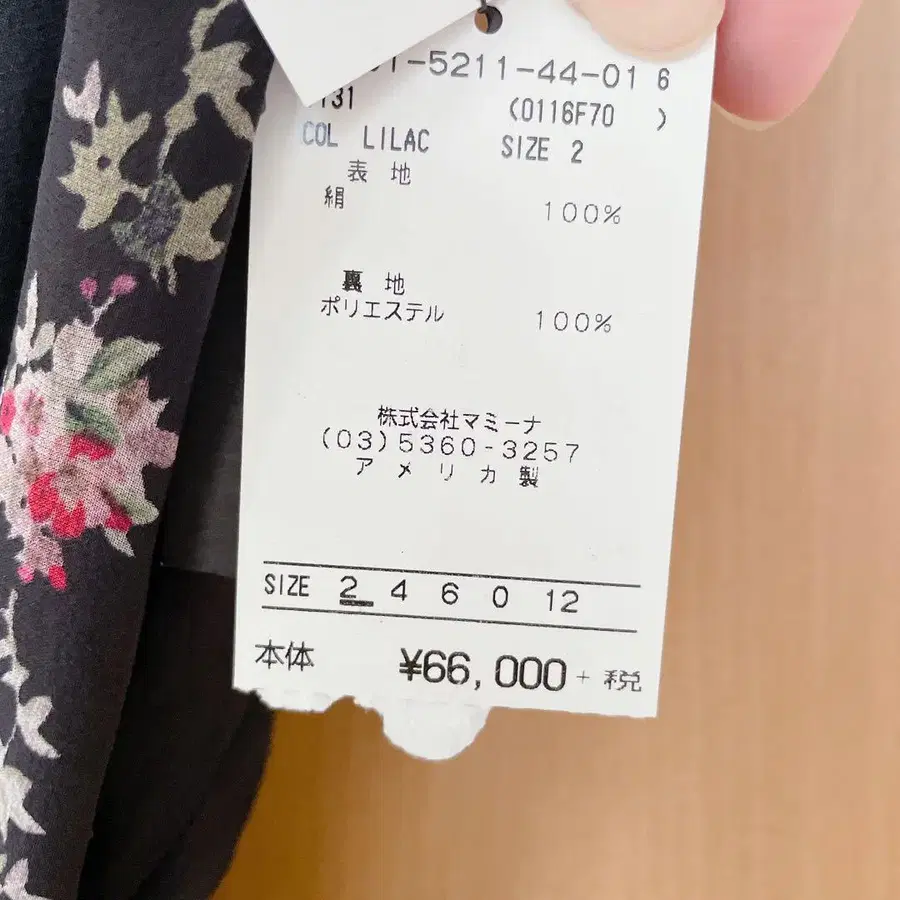 1-5211-44-01 6
131
(0116F70 )
COL LILAC SIZE 2
表 地
絹 100%
裏 地
ポリエステル 100%
株式会社マミーナ
(03)5360-3257
アメリカ製
SIZE 2 4 6 0 12
本体 ¥66,000 + 税